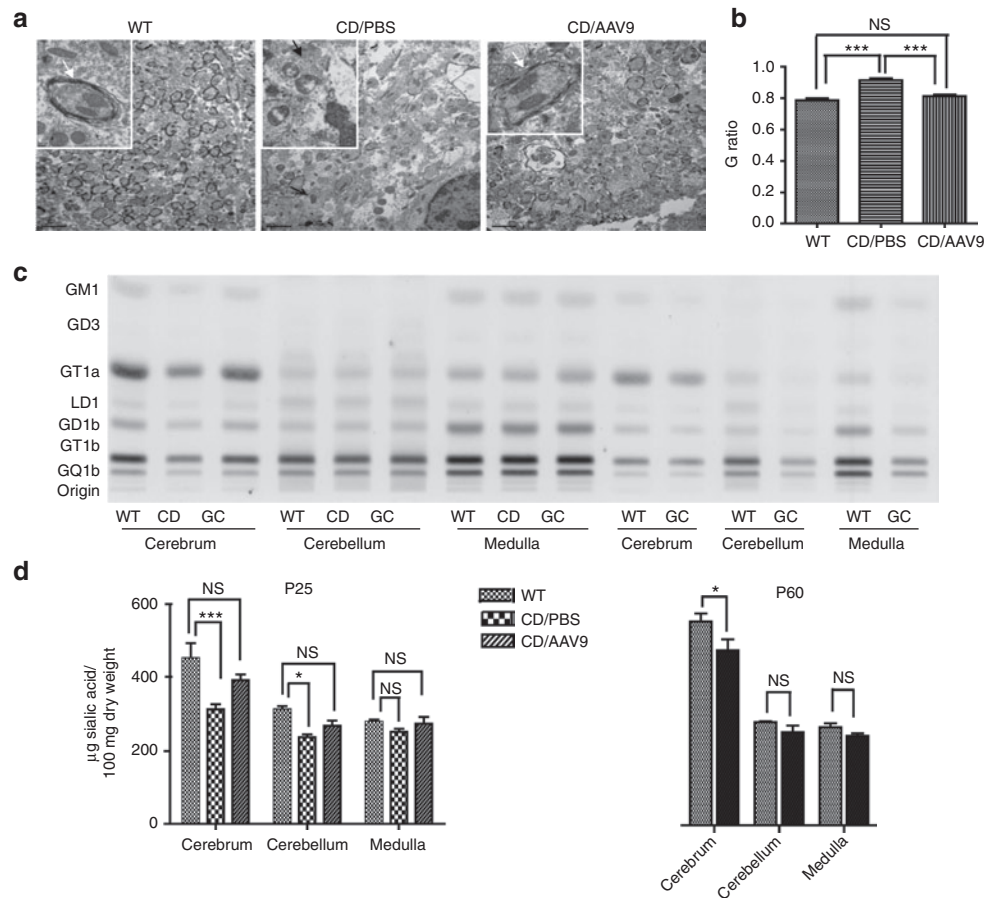 a
WT
CD/PBS
CD/AAV9
b
NS
*** ***
G ratio
1.0
0.8
0.6
0.4
0.2
0.0
WT CD/PBS CD/AAV9
c
GM1
GD3
GT1a
LD1
GD1b
GT1b
GQ1b
Origin
WT CD GC WT CD GC WT CD GC WT GC WT GC WT GC
Cerebrum Cerebellum Medulla Cerebrum Cerebellum Medulla
d
P25
µg sialic acid/
100 mg dry weight
600
400
200
0
NS
***
NS
*
NS
NS
Cerebrum Cerebellum Medulla
WT
CD/PBS
CD/AAV9
P60
*
NS
NS
Cerebrum
Cerebellum
Medulla